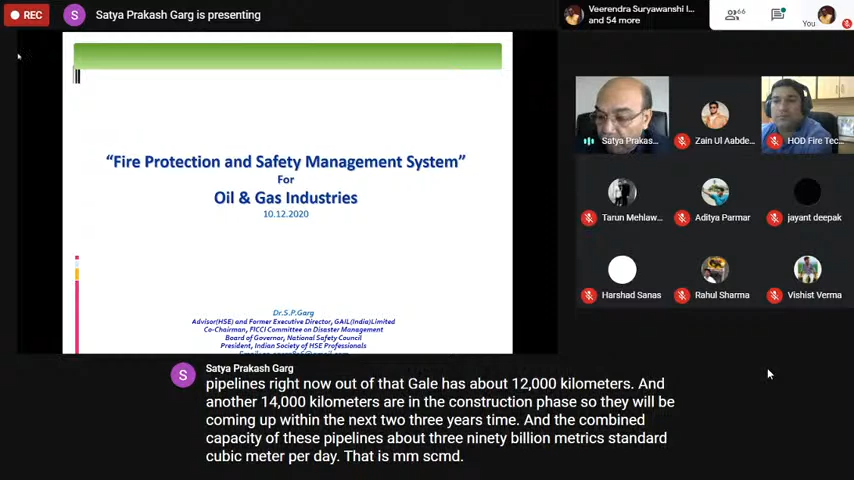 REC
S
Satya Prakash Garg is presenting
Veerendra Suryawanshi I...
and 54 more
66
You
"Fire Protection and Safety Management System"
For
Oil & Gas Industries
10.12.2020
Dr.S.P.Garg
Advisor(HSE) and Former Executive Director, GAIL(India)Limited
Co-Chairman, FICCI Committee on Disaster Management
Board of Governor, National Safety Council
President, Indian Society of HSE Professionals
Satya Prakas...
Zain Ul Aabde...
HOD Fire Tec...
Tarun Mehlaw...
Aditya Parmar
jayant deepak
Harshad Sanas
Rahul Sharma
Vishist Verma
S
Satya Prakash Garg
pipelines right now out of that Gale has about 12,000 kilometers. And
another 14,000 kilometers are in the construction phase so they will be
coming up within the next two three years time. And the combined
capacity of these pipelines about three ninety billion metrics standard
cubic meter per day. That is mm scmd.